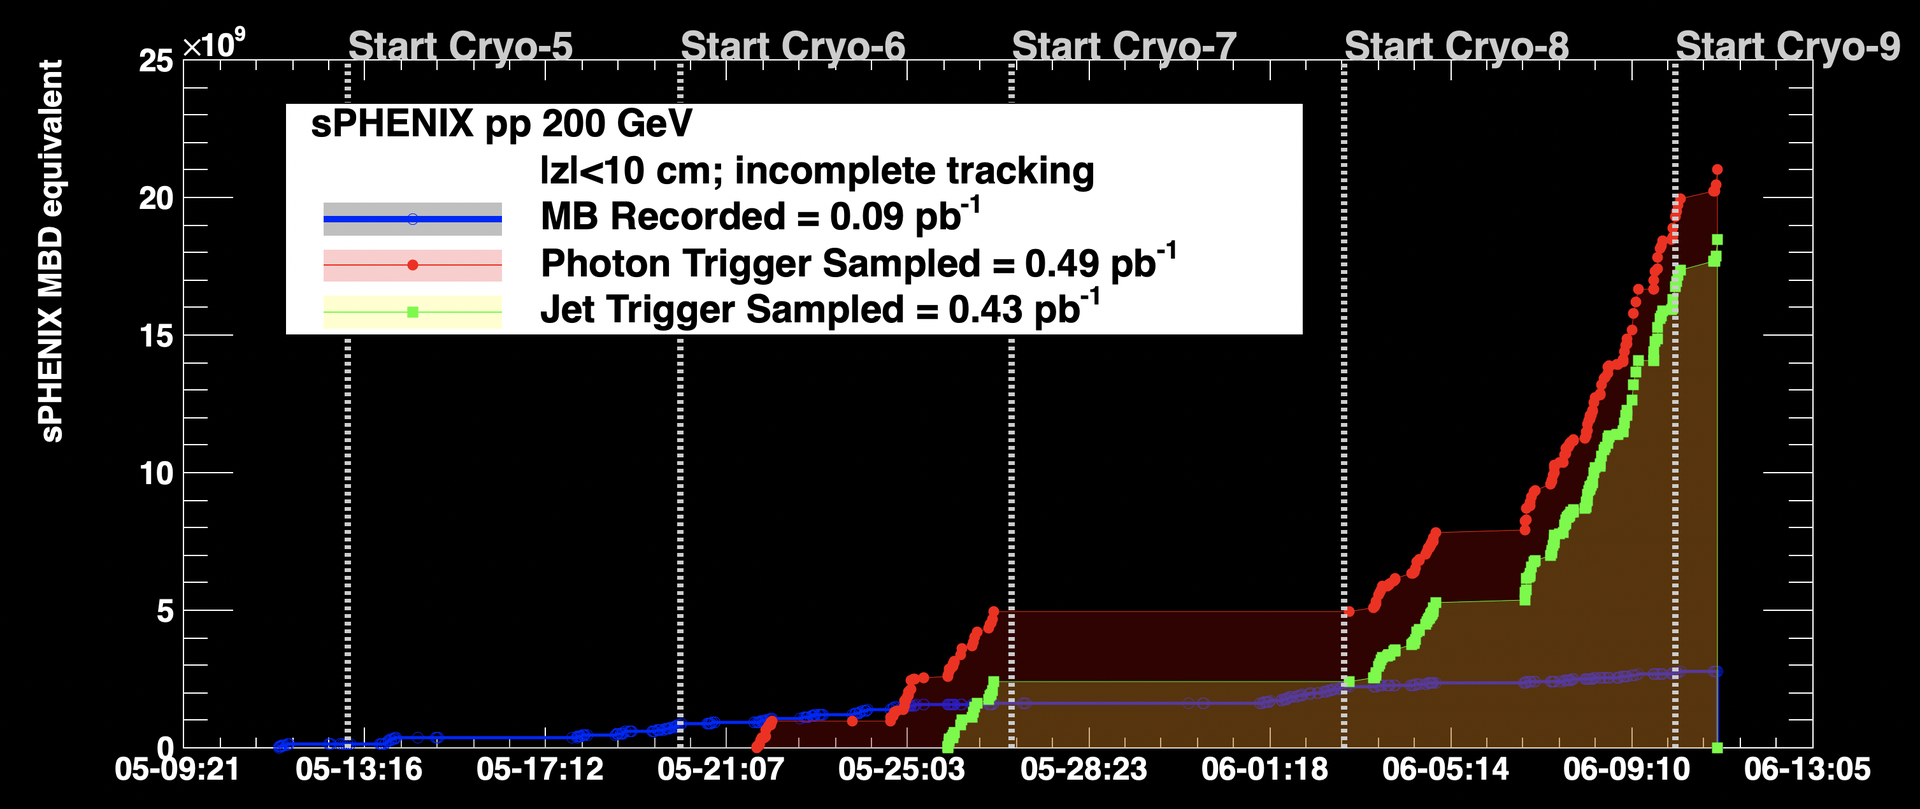 ×10⁹
Start Cryo-5 Start Cryo-6 Start Cryo-7 Start Cryo-8 Start Cryo-9
sPHENIX MBD equivalent
25
20
15
10
5
0
sPHENIX pp 200 GeV
|z|<10 cm; incomplete tracking
MB Recorded = 0.09 pb⁻¹
Photon Trigger Sampled = 0.49 pb⁻¹
Jet Trigger Sampled = 0.43 pb⁻¹
05-09:21 05-13:16 05-17:12 05-21:07 05-25:03 05-28:23 06-01:18 06-05:14 06-09:10 06-13:05